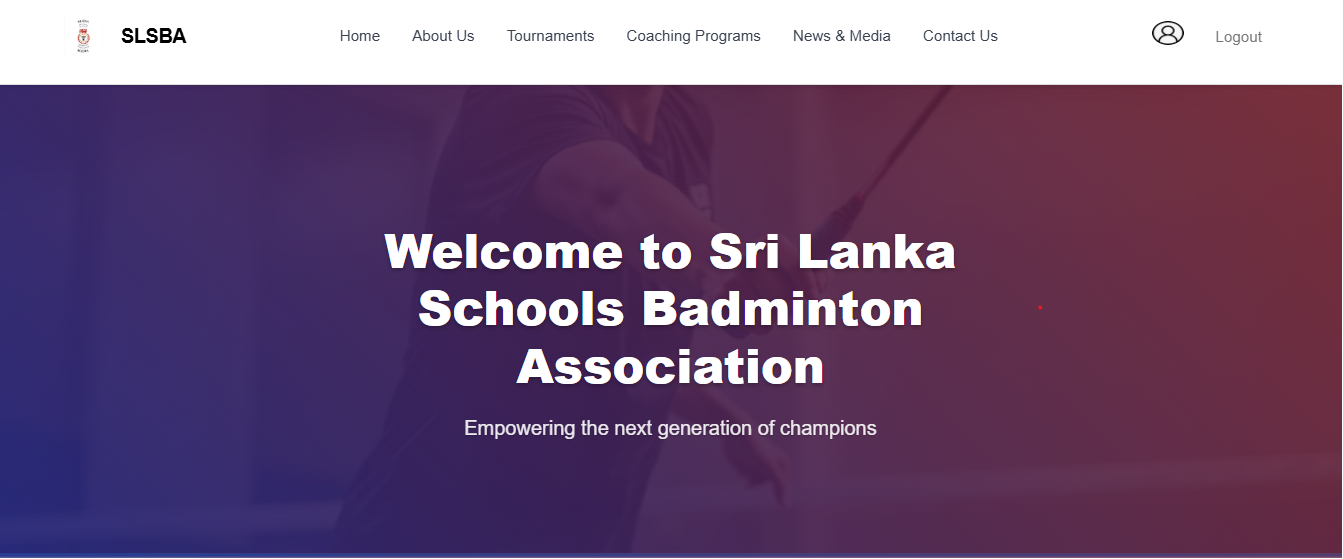 SLSBA
Home
About Us
Tournaments
Coaching Programs
News & Media
Contact Us
Logout
Welcome to Sri Lanka
Schools Badminton
Association
Empowering the next generation of champions